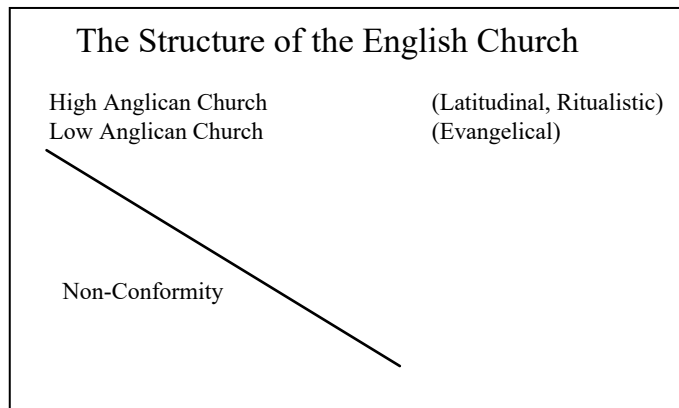 The Structure of the English Church
High Anglican Church (Latitudinal, Ritualistic)
Low Anglican Church (Evangelical)
Non-Conformity